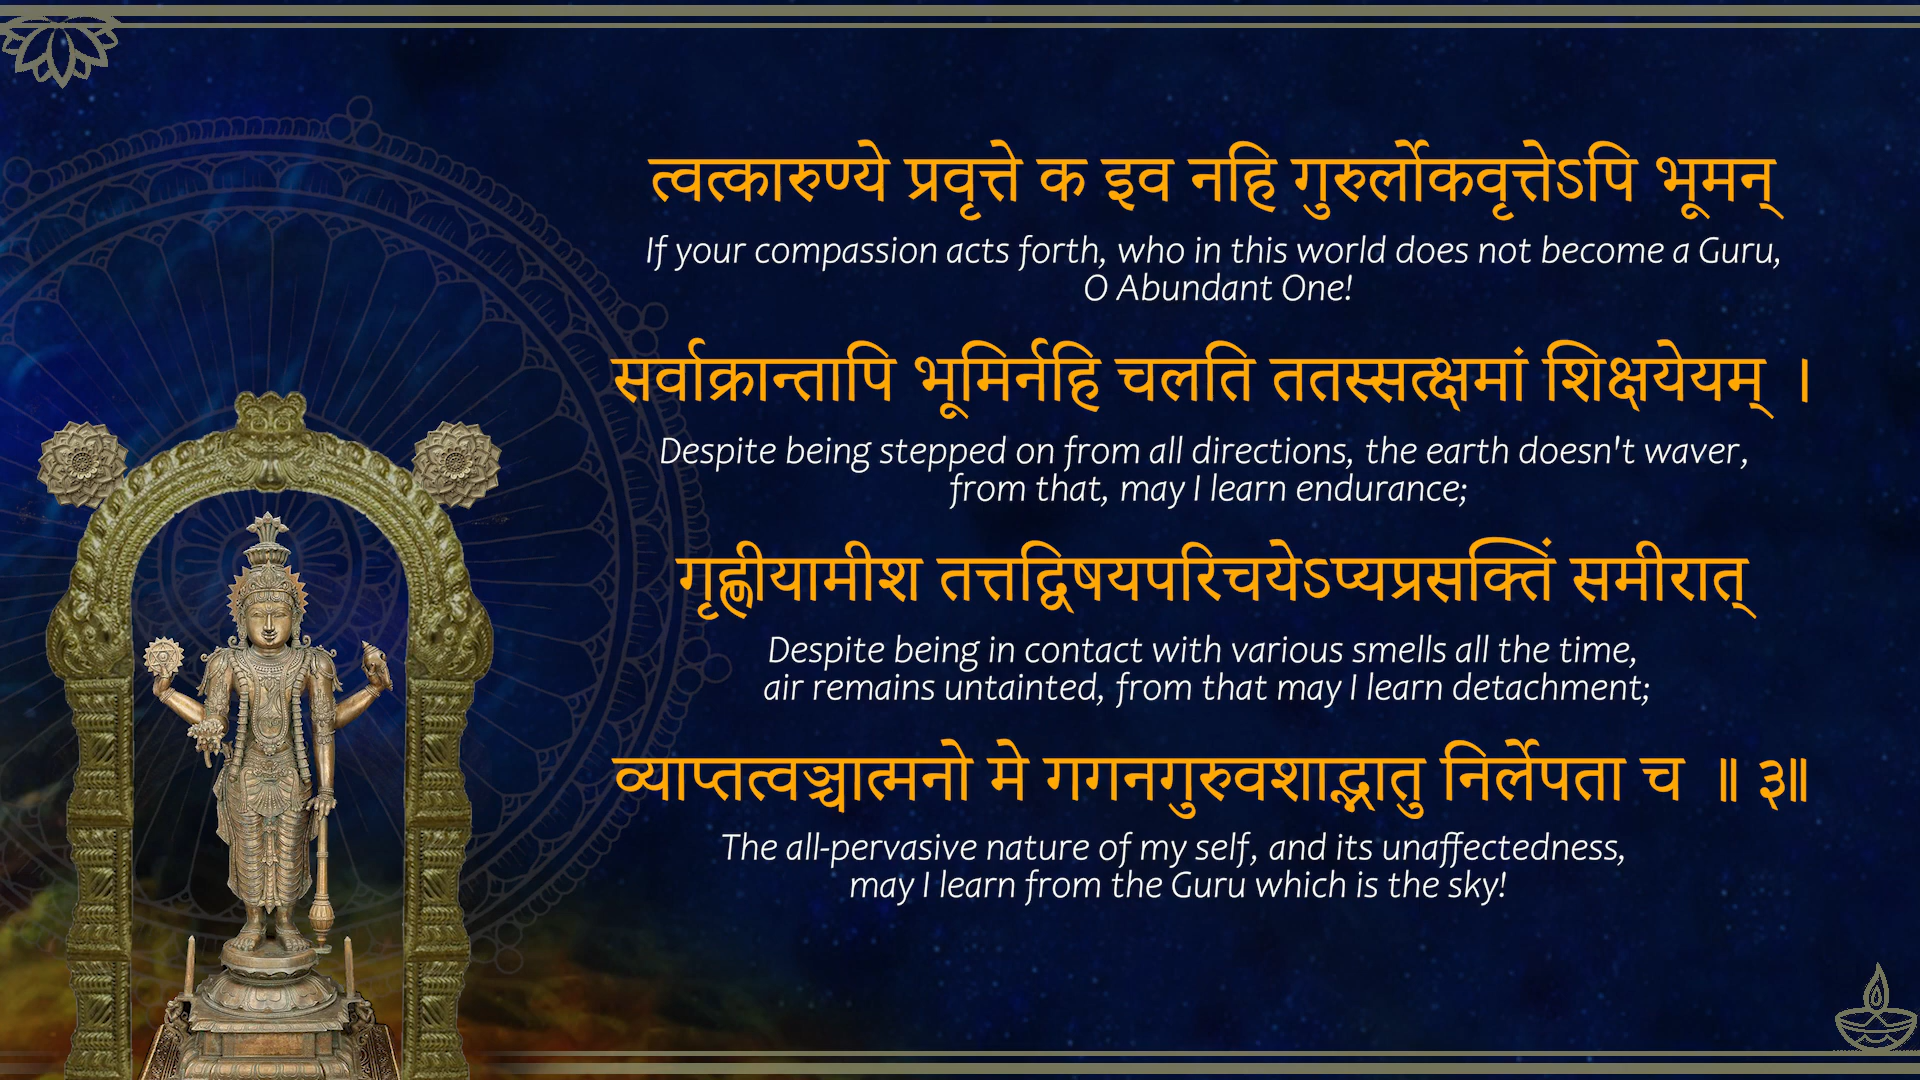 त्वत्कारुण्ये प्रवृत्ते क इव नहि गुरुर्लोकवृत्तेऽपि भूमन्
If your compassion acts forth, who in this world does not become a Guru,
O Abundant One!
सर्वाक्रान्तापि भूमिर्नहि चलति ततस्सत्क्षमां शिक्षयेयम् ।
Despite being stepped on from all directions, the earth doesn't waver,
from that, may I learn endurance;
गृह्णीयामीश तत्तद्विषयपरिचयेऽप्यप्रसक्तिं समीरात्
Despite being in contact with various smells all the time,
air remains untainted, from that may I learn detachment;
व्याप्तत्वञ्चात्मनो मे गगनगुरुवशाद्भातु निर्लेपता च ॥ ३॥
The all-pervasive nature of my self, and its unaffectedness,
may I learn from the Guru which is the sky!